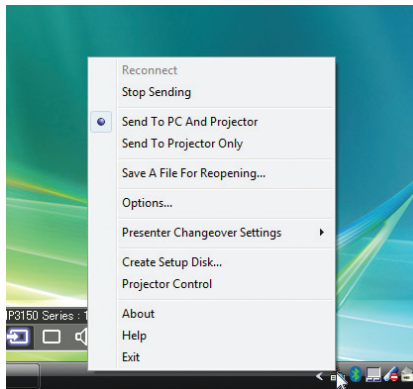 Reconnect
Stop Sending
Send To PC And Projector
Send To Projector Only
Save A File For Reopening...
Options...
Presenter Changeover Settings
Create Setup Disk...
Projector Control
About
Help
Exit
Series :